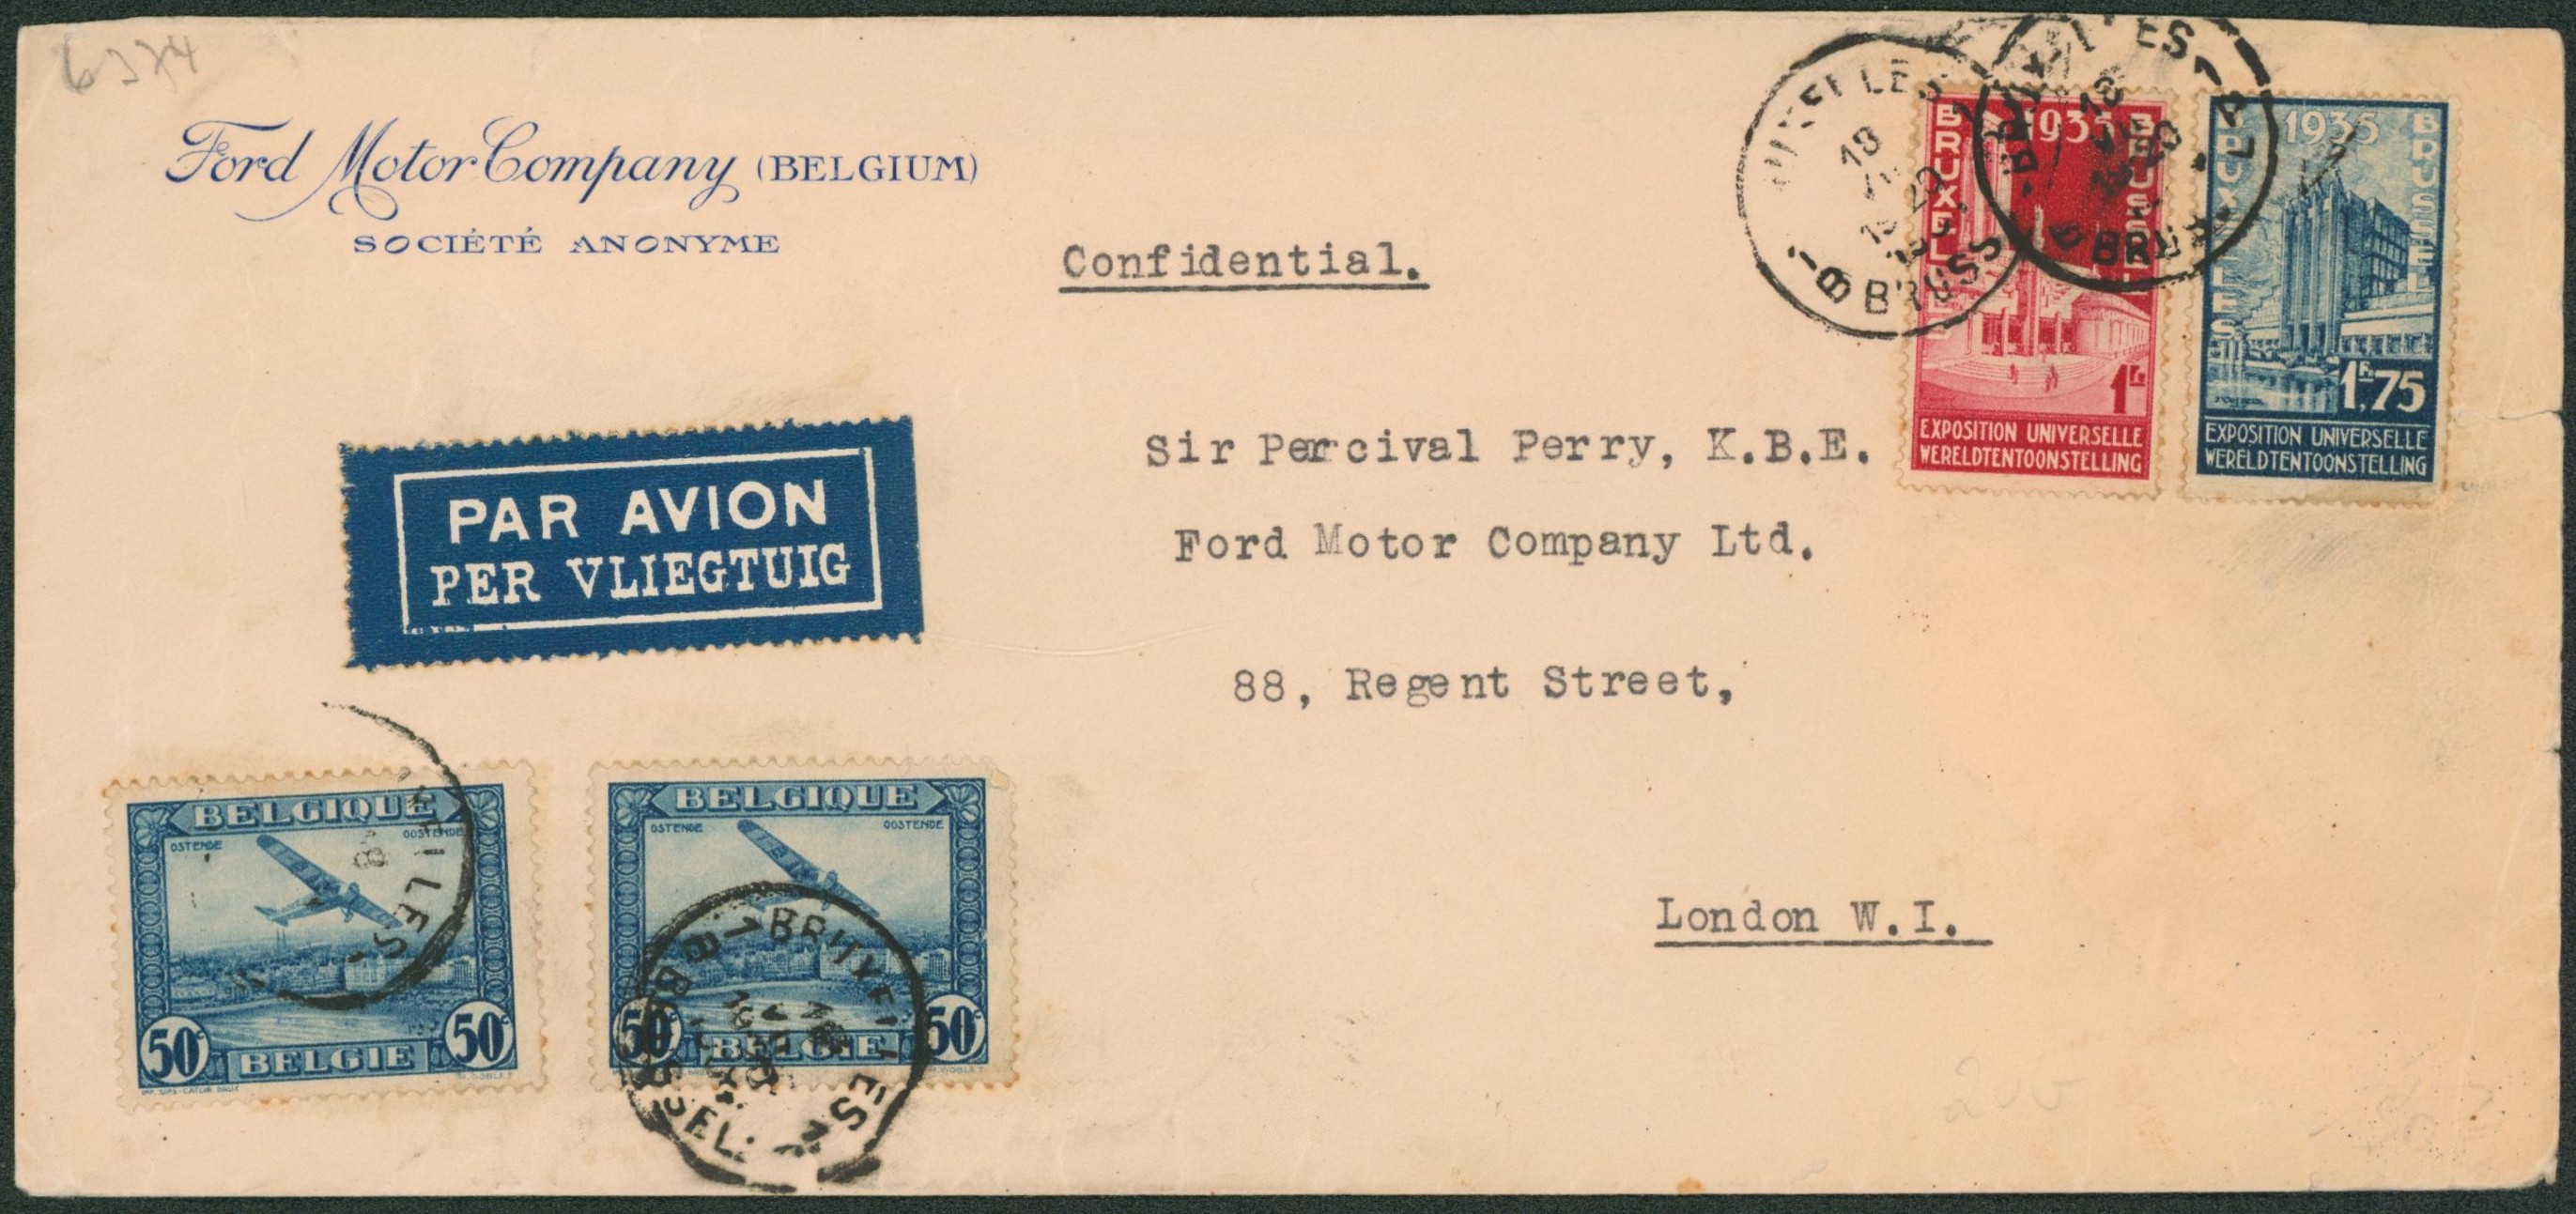 Ford Motor Company (BELGIUM)
SOCIÉTÉ ANONYME
Confidential.
1935
BRUXELLES
BRUSSEL
1Fr
EXPOSITION UNIVERSELLE
WERELDTENTOONSTELLING
1935
BRUXELLES
BRUSSEL
1Fr,75
EXPOSITION UNIVERSELLE
WERELDTENTOONSTELLING
Sir Percival Perry, K.B.E.
Ford Motor Company Ltd.
88, Regent Street,
London W.I.
PAR AVION
PER VLIEGTUIG
BELGIQUE
OSTENDE OOSTENDE
50c 50c
BELGIE
BELGIQUE
OSTENDE OOSTENDE
50c 50c
BELGIE